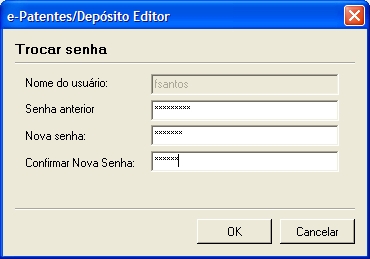 e-Patentes/Depósito Editor
Trocar senha
Nome do usuário: fsantos
Senha anterior *********
Nova senha: *******
Confirmar Nova Senha: ******
OK Cancelar